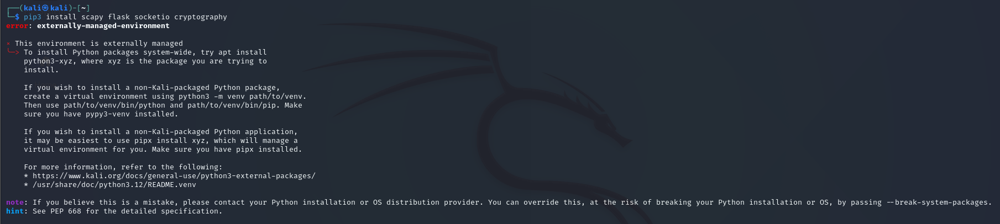 ┌──(kali㉿kali)-[~]
└─$ pip3 install scapy flask socketio cryptography
error: externally-managed-environment

× This environment is externally managed
╰─> To install Python packages system-wide, try apt install
    python3-xyz, where xyz is the package you are trying to
    install.

    If you wish to install a non-Kali-packaged Python package,
    create a virtual environment using python3 -m venv path/to/venv.
    Then use path/to/venv/bin/python and path/to/venv/bin/pip. Make
    sure you have pypy3-venv installed.

    If you wish to install a non-Kali-packaged Python application,
    it may be easiest to use pipx install xyz, which will manage a
    virtual environment for you. Make sure you have pipx installed.

    For more information, refer to the following:
    * https://www.kali.org/docs/general-use/python3-external-packages/
    * /usr/share/doc/python3.12/README.venv

note: If you believe this is a mistake, please contact your Python installation or OS distribution provider. You can override this, at the risk of breaking your Python installation or OS, by passing --break-system-packages.
hint: See PEP 668 for the detailed specification.